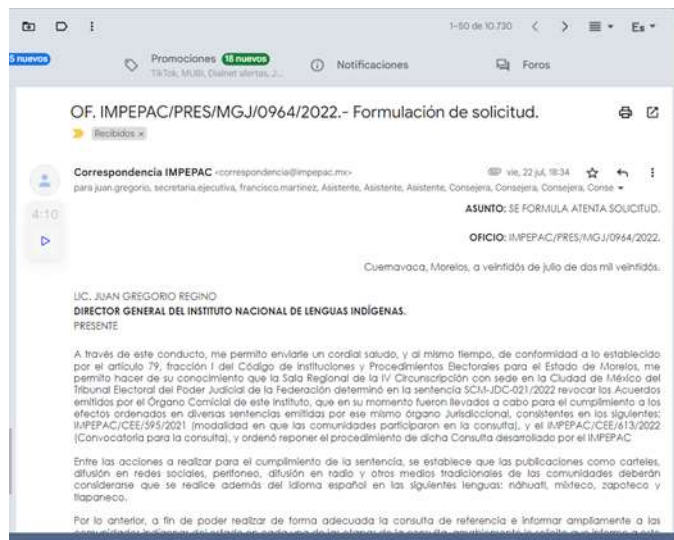 1–50 de 10.730
Es
5 nuevos
Promociones 18 nuevos
TikTok, MUBI, Dialnet alertas, J...
Notificaciones
Foros
OF. IMPEPAC/PRES/MGJ/0964/2022.- Formulación de solicitud.
Recibidos x
Correspondencia IMPEPAC <correspondencia@impepac.mx>
vie, 22 jul, 18:34
para juan.gregorio, secretaria.ejecutiva, francisco.martinez, Asistente, Asistente, Asistente, Consejera, Consejera, Consejera, Conse
4:10
ASUNTO: SE FORMULA ATENTA SOLICITUD.
OFICIO: IMPEPAC/PRES/MGJ/0964/2022.
Cuernavaca, Morelos, a veintidós de julio de dos mil veintidós.
LIC. JUAN GREGORIO REGINO
DIRECTOR GENERAL DEL INSTITUTO NACIONAL DE LENGUAS INDÍGENAS.
PRESENTE
A través de este conducto, me permito enviarle un cordial saludo, y al mismo tiempo, de conformidad a lo establecido
por el artículo 79, fracción I del Código de Instituciones y Procedimientos Electorales para el Estado de Morelos, me
permito hacer de su conocimiento que la Sala Regional de la IV Circunscripción con sede en la Ciudad de México del
Tribunal Electoral del Poder Judicial de la Federación determinó en la sentencia SCM-JDC-021/2022 revocar los Acuerdos
emitidos por el Órgano Comicial de este Instituto, que en su momento fueron llevados a cabo para el cumplimiento a los
efectos ordenados en diversas sentencias emitidas por ese mismo órgano Jurisdiccional, consistentes en los siguientes:
IMPEPAC/CEE/595/2021 (modalidad en que las comunidades participaron en la consulta), y el IMPEPAC/CEE/613/2022
(Convocatoria para la consulta), y ordenó reponer el procedimiento de dicha Consulta desarrollado por el IMPEPAC
Entre las acciones a realizar para el cumplimiento de la sentencia, se establece que las publicaciones como carteles,
difusión en redes sociales, perifoneo, difusión en radio y otros medios tradicionales de las comunidades deberán
considerarse que se realice además del idioma español en las siguientes lenguas: náhuatl, mixteco, zapoteco y
tlapaneco.
Por lo anterior, a fin de poder realizar de forma adecuada la consulta de referencia e informar ampliamente a las